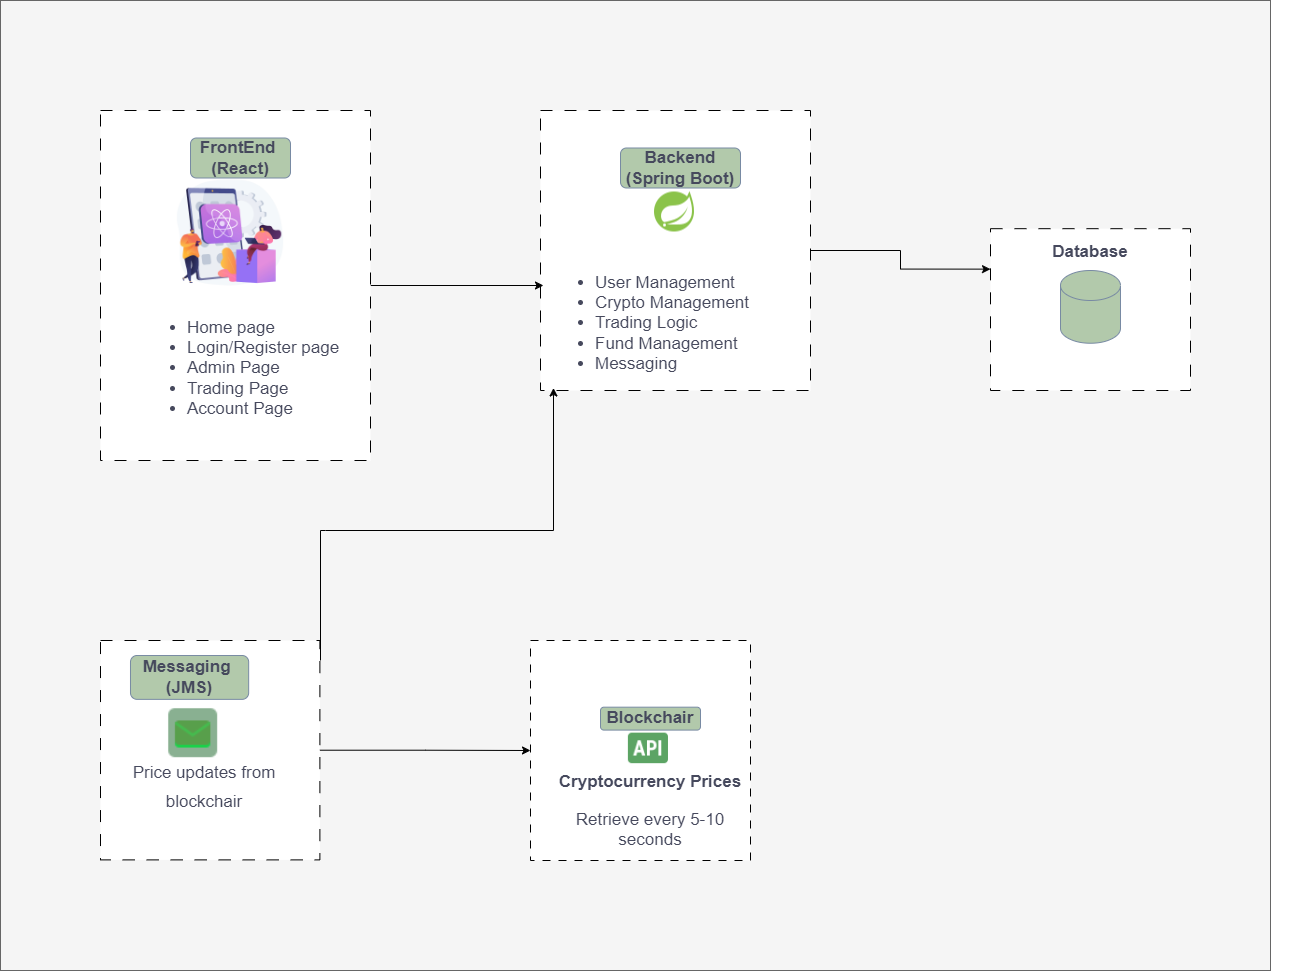 FrontEnd
(React)
• Home page
• Login/Register page
• Admin Page
• Trading Page
• Account Page
Backend
(Spring Boot)
• User Management
• Crypto Management
• Trading Logic
• Fund Management
• Messaging
Database
Messaging
(JMS)
Price updates from
blockchair
Blockchair
API
Cryptocurrency Prices
Retrieve every 5-10
seconds